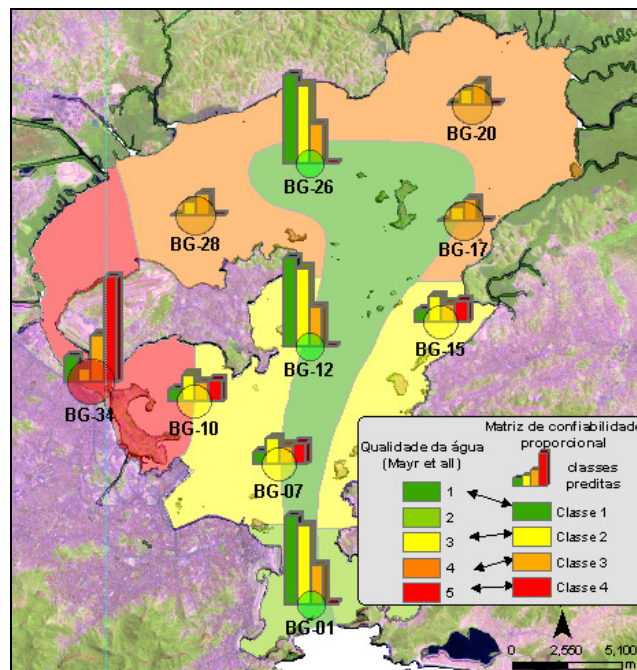 BG-20
BG-26
BG-28
BG-17
BG-12
BG-15
BG-34
BG-10
BG-07
BG-01
Qualidade da água
(Mayr et all)
1
2
3
4
5
Matriz de confiabilidade
proporcional
classes
preditas
Classe 1
Classe 2
Classe 3
Classe 4
0 2,550 5,100
m